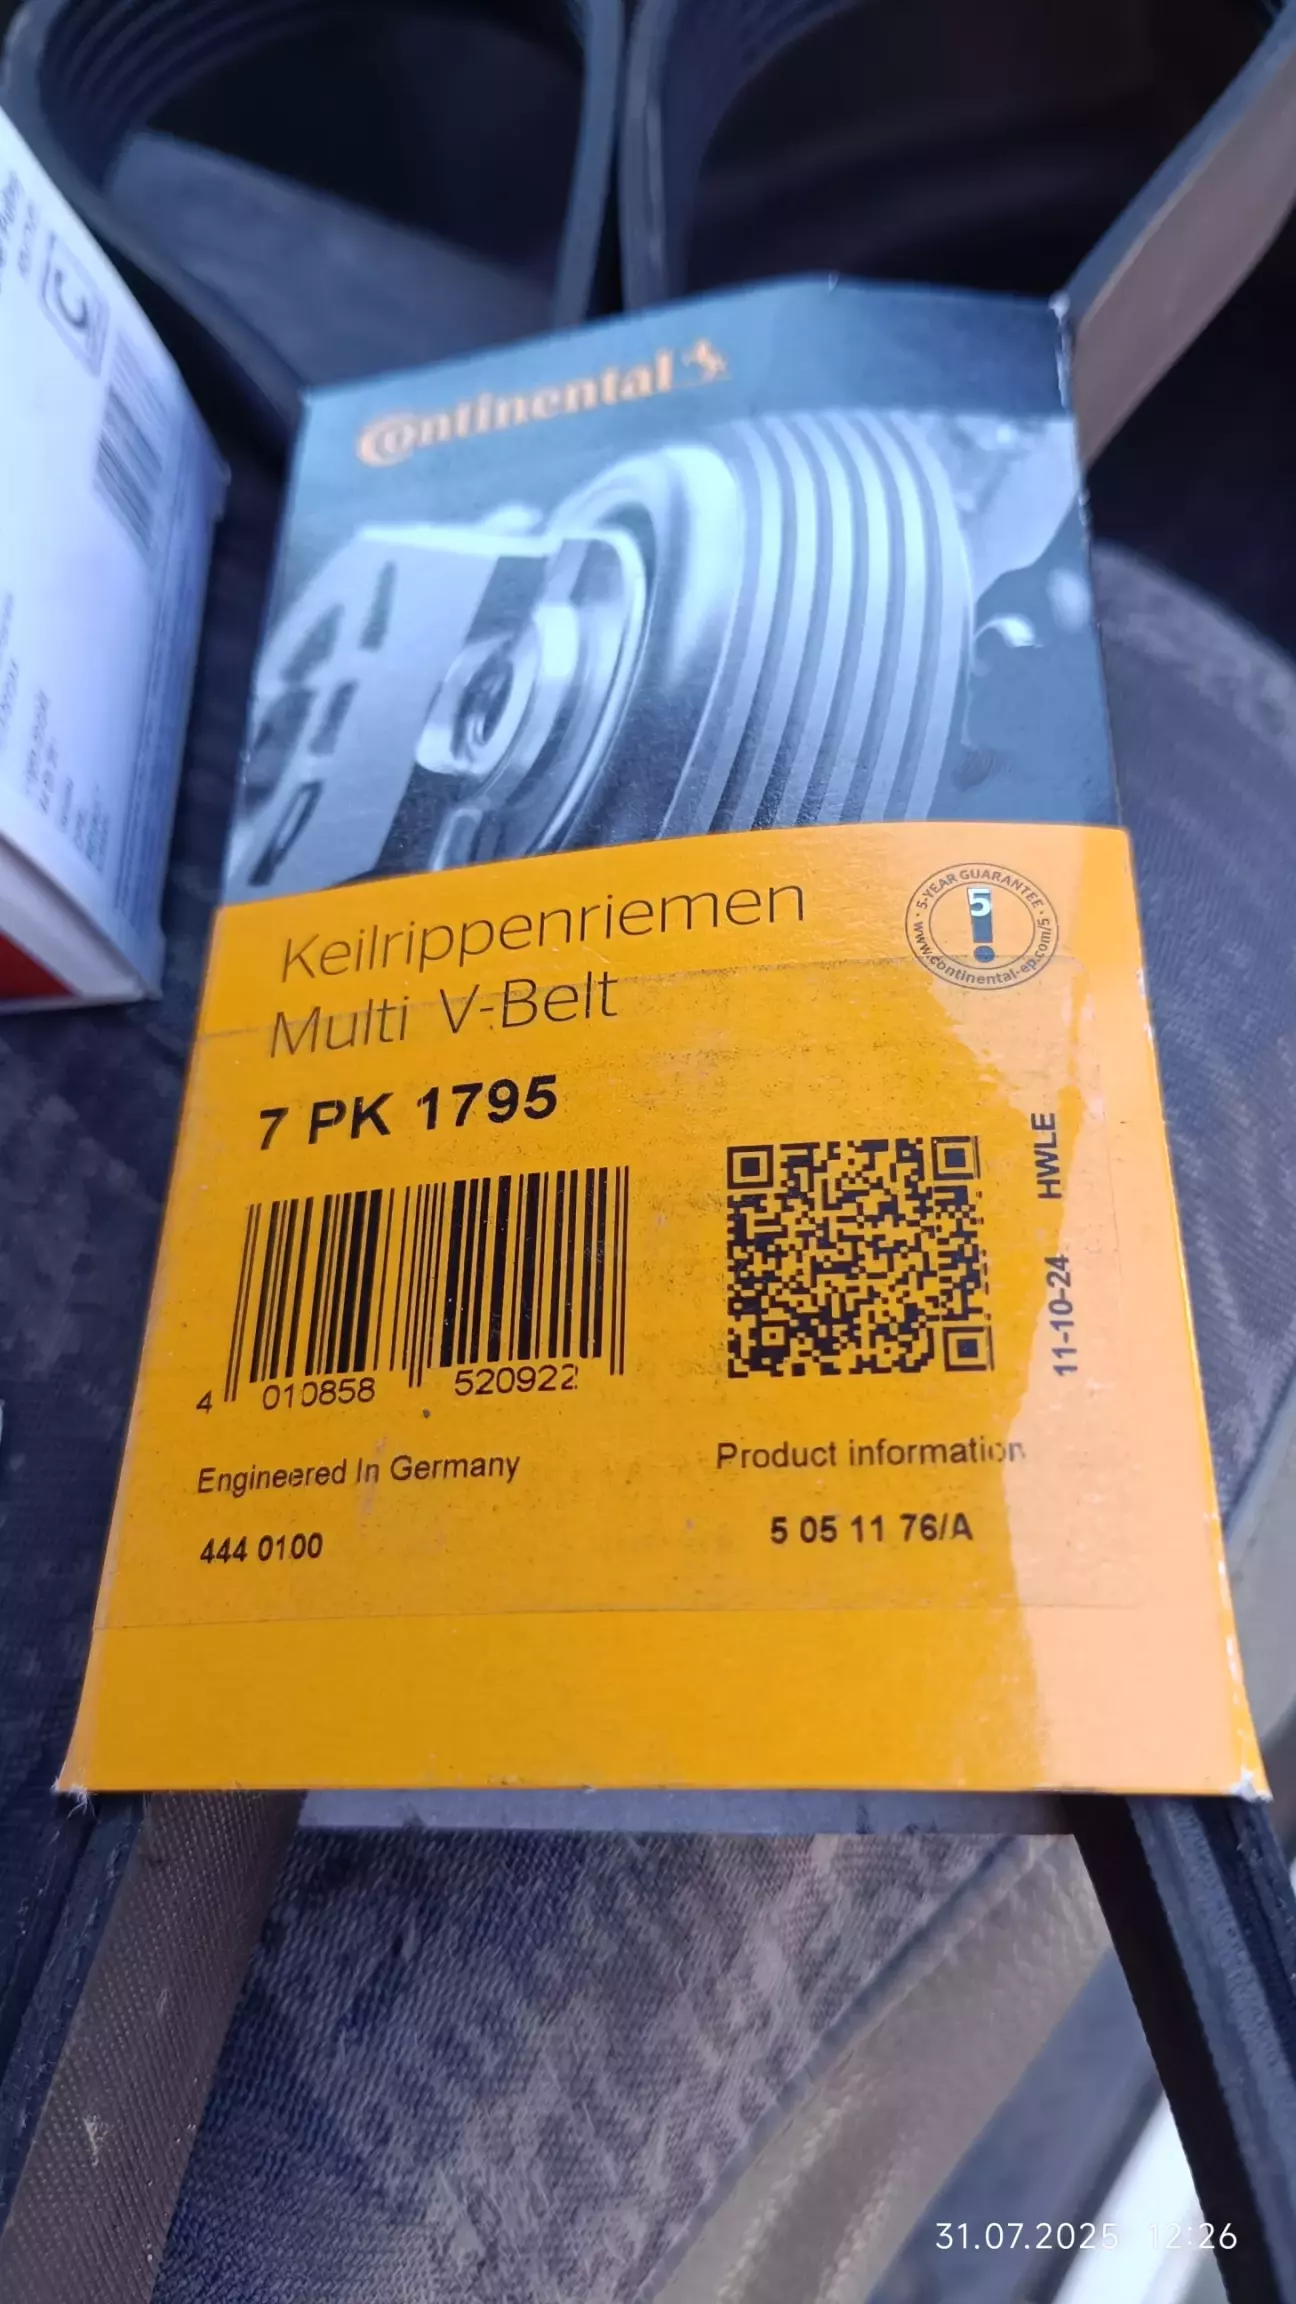 Continental
Keilrippenriemen
Multi V-Belt
5-YEAR GUARANTEE
5
www.continental-ep.com/5
7 PK 1795
HWLE
11-10-24
4 010858 520922
Engineered In Germany
Product information
444 0100
5 05 11 76/A
31.07.2025 12:26